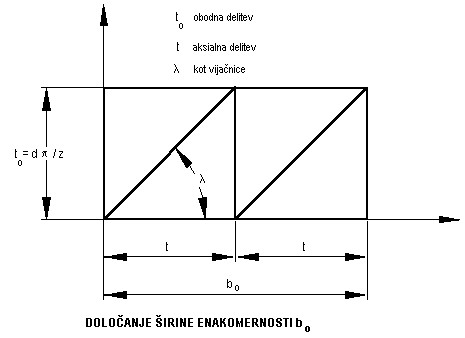 t₀ obodna delitev
t aksialna delitev
λ kot vijačnice
t₀ = d π / z
λ
t t
b₀
DOLOČANJE ŠIRINE ENAKOMERNOSTI b₀